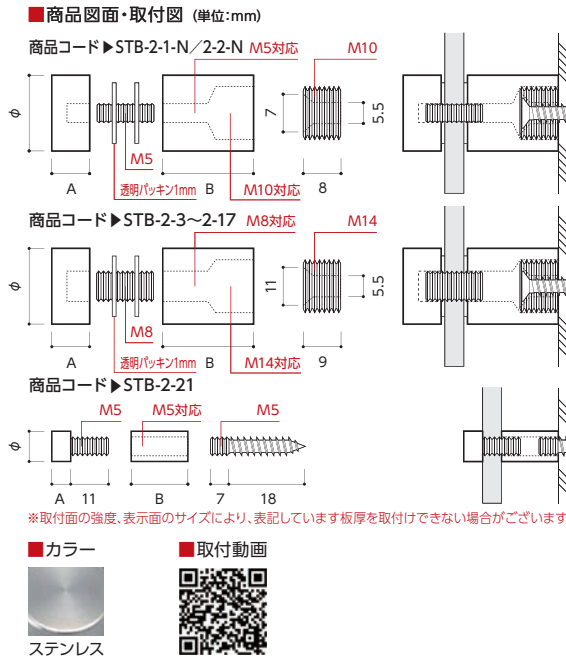 ■商品図面・取付図 (単位:mm)
商品コード▶STB-2-1-N／2-2-N M5対応 M10
φ 7 5.5
M5
A 透明パッキン1mm B M10対応 8
商品コード▶STB-2-3〜2-17 M8対応 M14
φ 11 5.5
M8
A 透明パッキン1mm B M14対応 9
商品コード▶STB-2-21
M5 M5対応 M5
φ
A 11 B 7 18
※取付面の強度、表示面のサイズにより、表記しています板厚を取付けできない場合がございます
■カラー ■取付動画
ステンレス